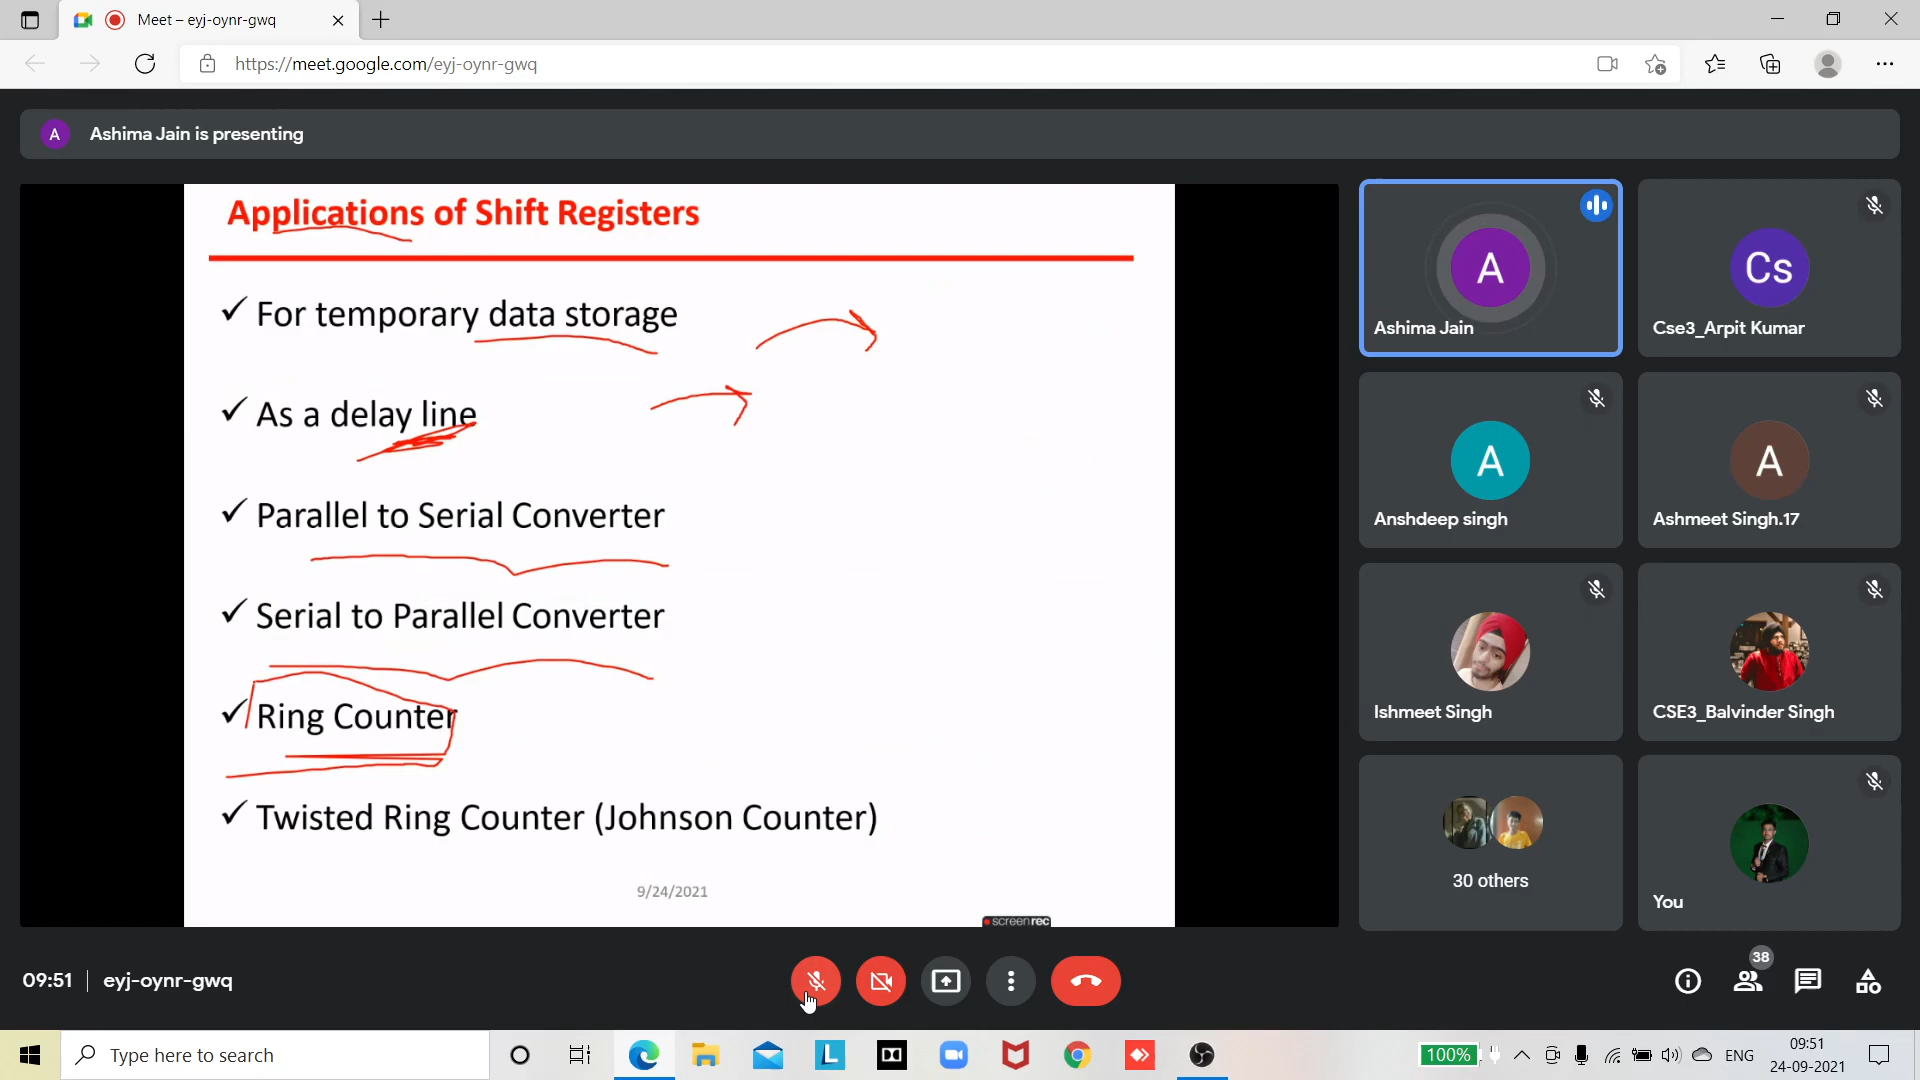 Meet – eyj-oynr-gwq
https://meet.google.com/eyj-oynr-gwq
A Ashima Jain is presenting
Applications of Shift Registers
✓ For temporary data storage
✓ As a delay line
✓ Parallel to Serial Converter
✓ Serial to Parallel Converter
✓ Ring Counter
✓ Twisted Ring Counter (Johnson Counter)
9/24/2021
screenrec
A
Ashima Jain
Cs
Cse3_Arpit Kumar
A
Anshdeep singh
A
Ashmeet Singh.17
Ishmeet Singh
CSE3_Balvinder Singh
30 others
You
09:51 | eyj-oynr-gwq
38
Type here to search
L
100%
ENG
09:51
24-09-2021